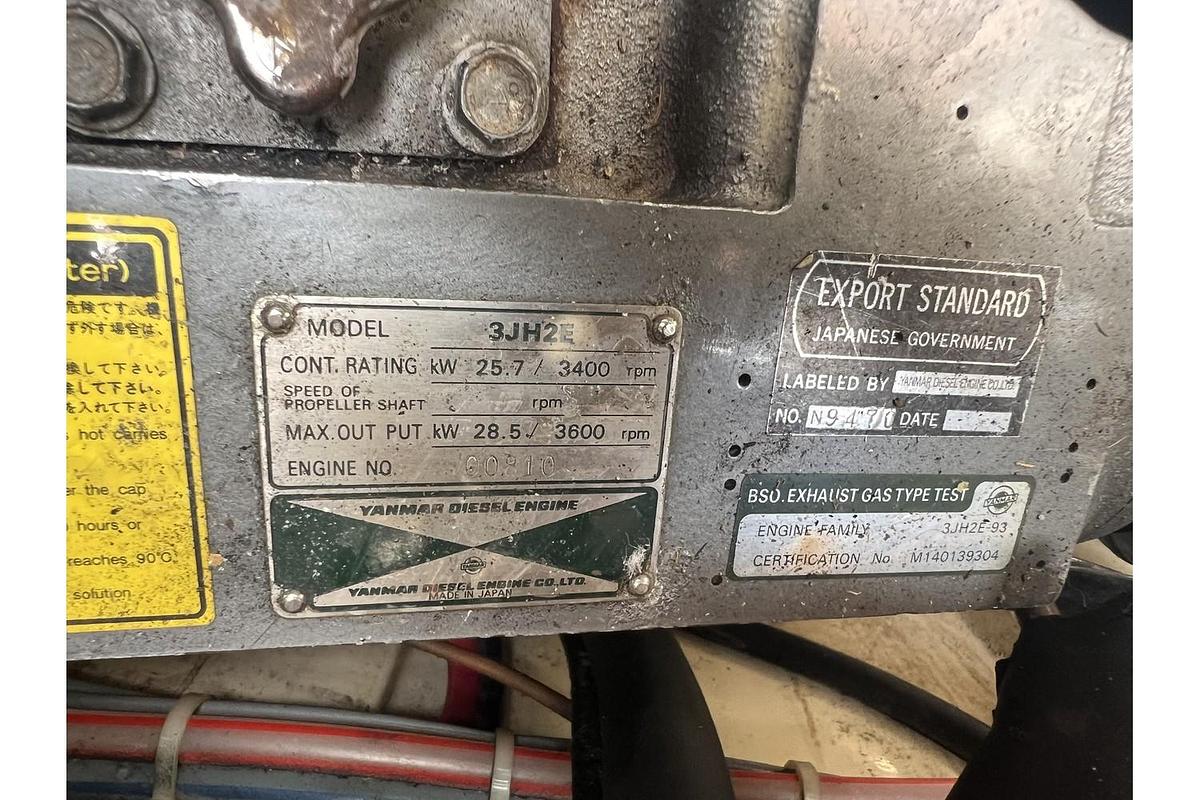 ter)
危険です。機
ず外す場合は、
換して下さい。
して下さい。
を入れて下さい。
hot carries
er the cap
hours, or
reaches 90°C.
solution
MODEL 3JH2E
CONT. RATING kW 25.7 / 3400 rpm
SPEED OF
PROPELLER SHAFT rpm
MAX. OUT PUT kW 28.5 / 3600 rpm
ENGINE NO.
YANMAR DIESEL ENGINE
YANMAR DIESEL ENGINE CO., LTD.
MADE IN JAPAN
EXPORT STANDARD
JAPANESE GOVERNMENT
LABELED BY YANMAR DIESEL ENGINE CO., LTD.
NO. DATE
BSO. EXHAUST GAS TYPE TEST YANMAR
ENGINE FAMILY 3JH2E-93
CERTIFICATION No M140139304